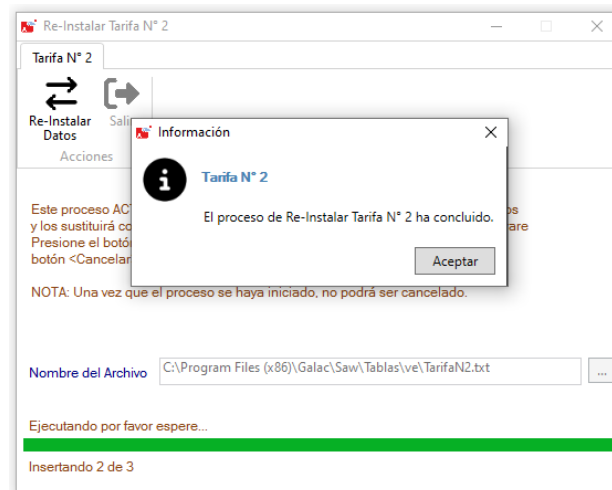 Re-Instalar Tarifa N° 2
Tarifa N° 2
Re-Instalar
Datos
Acciones
Información
Tarifa N° 2
El proceso de Re-Instalar Tarifa N° 2 ha concluido.
Aceptar
Este proceso
y los sustituirá
Presione el
botón <Cancelar
NOTA: Una vez que el proceso se haya iniciado, no podrá ser cancelado.
Nombre del Archivo
C:\Program Files (x86)\Galac\Saw\Tablas\ve\TarifaN2.txt
...
Ejecutando por favor espere...
Insertando 2 de 3